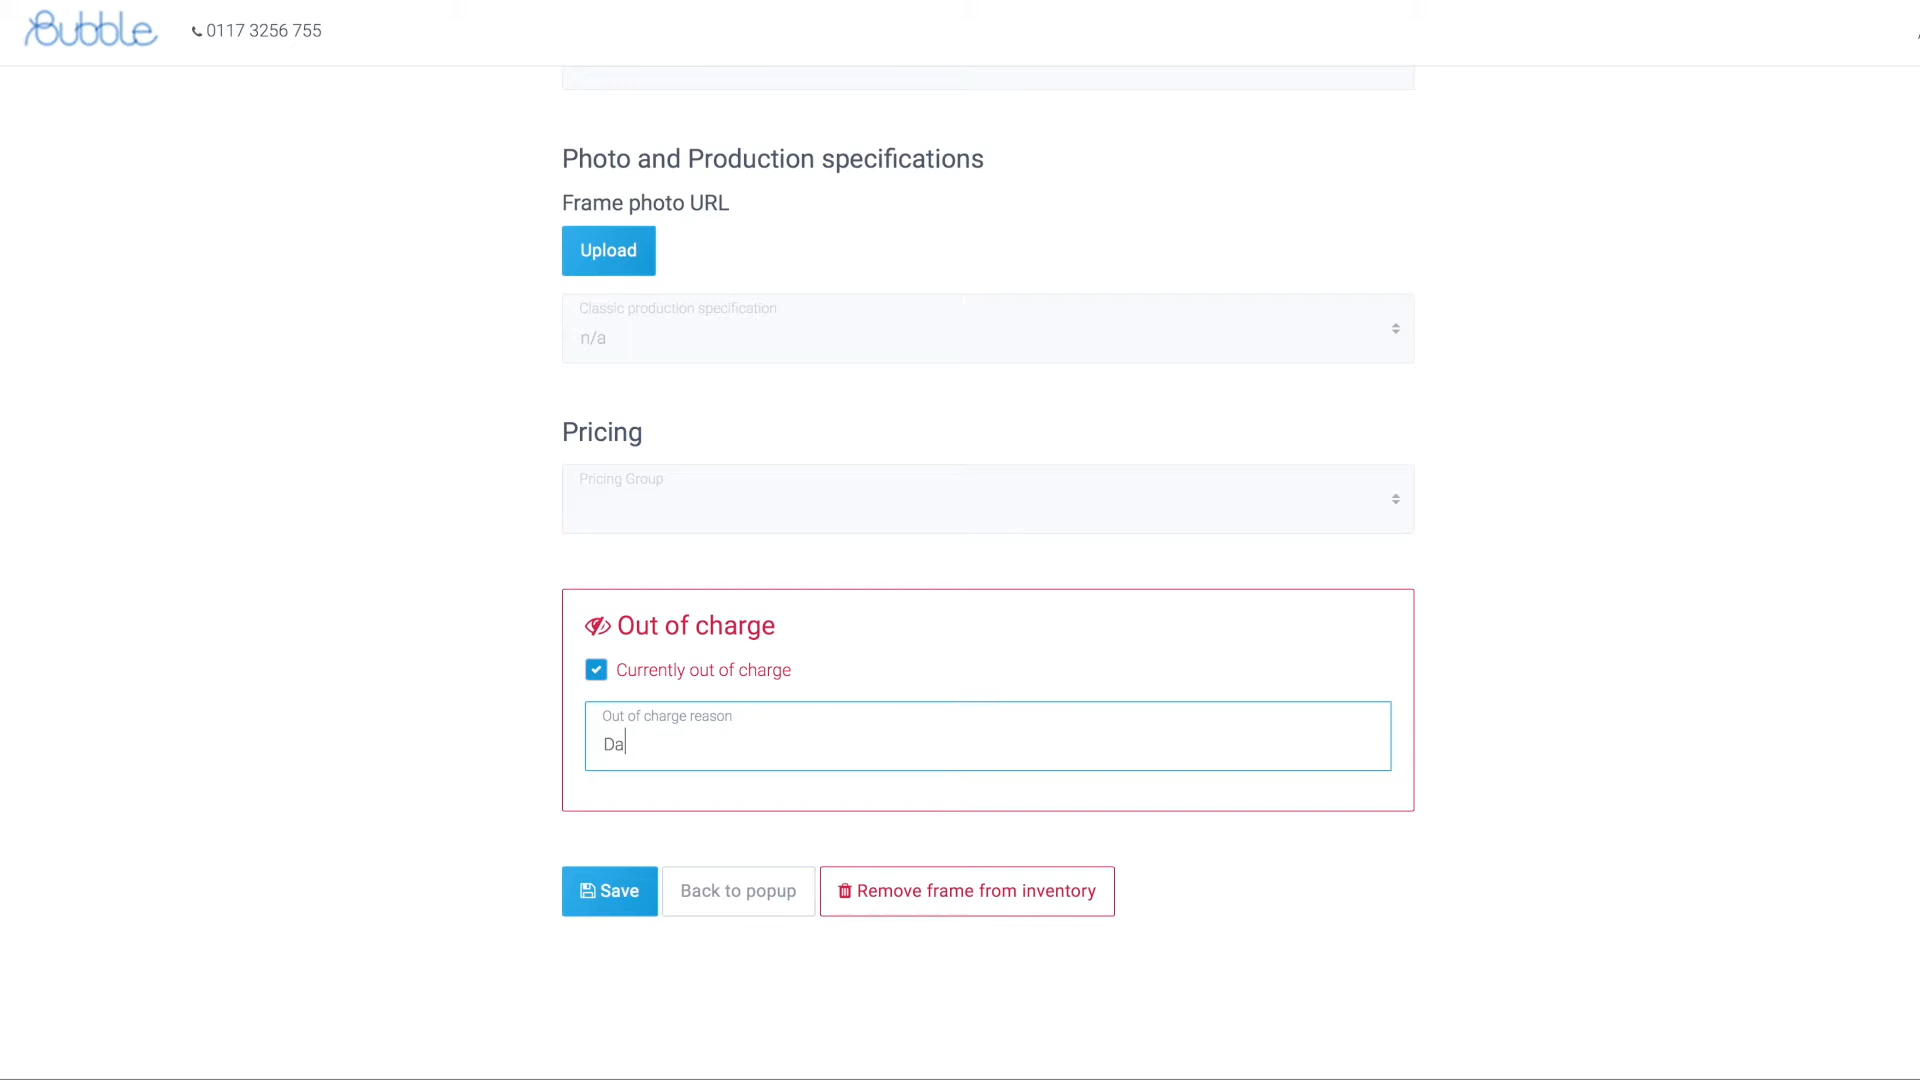 Bubble
0117 3256 755
Photo and Production specifications
Frame photo URL
Upload
Classic production specification
n/a
Pricing
Pricing Group
Out of charge
Currently out of charge
Out of charge reason
Da
Save
Back to popup
Remove frame from inventory